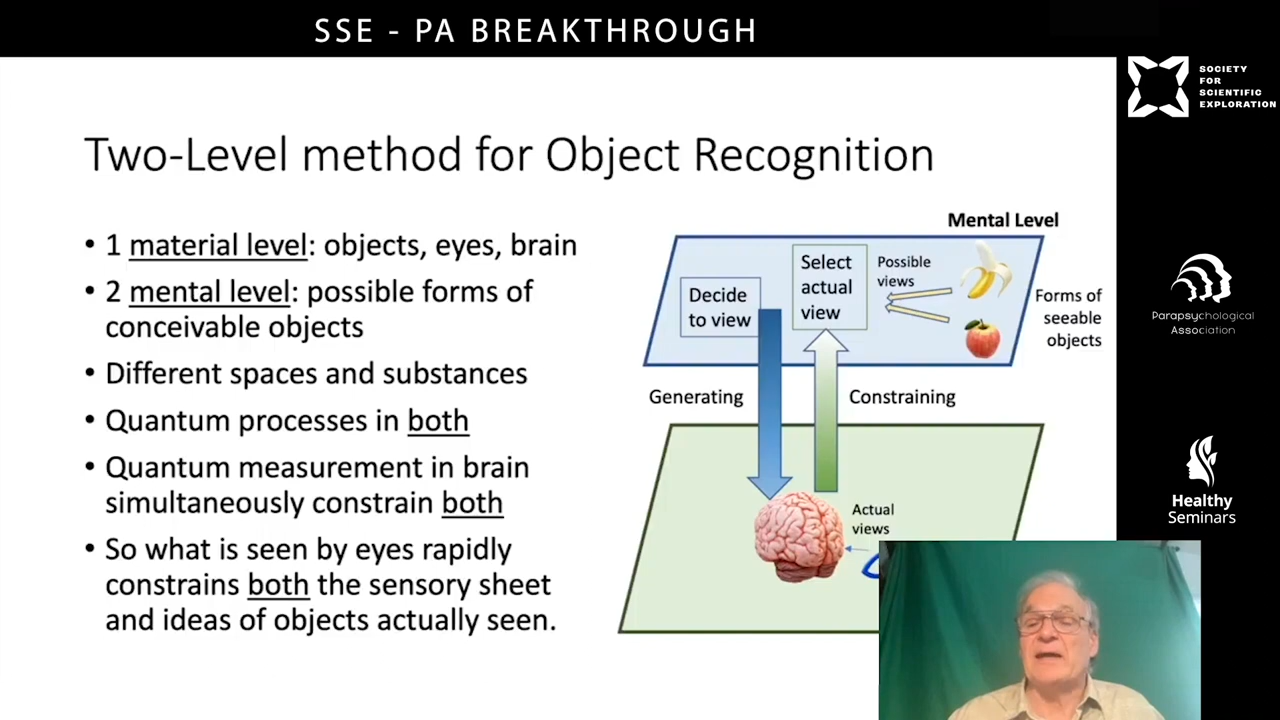 SSE - PA BREAKTHROUGH
SOCIETY
FOR
SCIENTIFIC
EXPLORATION
Two-Level method for Object Recognition
• 1 material level: objects, eyes, brain
• 2 mental level: possible forms of
conceivable objects
• Different spaces and substances
• Quantum processes in both
• Quantum measurement in brain
simultaneously constrain both
• So what is seen by eyes rapidly
constrains both the sensory sheet
and ideas of objects actually seen.
Mental Level
Decide
to view
Select
actual
view
Possible
views
Forms of
seeable
objects
Generating
Constraining
Actual
views
Parapsychological
Association
Healthy
Seminars